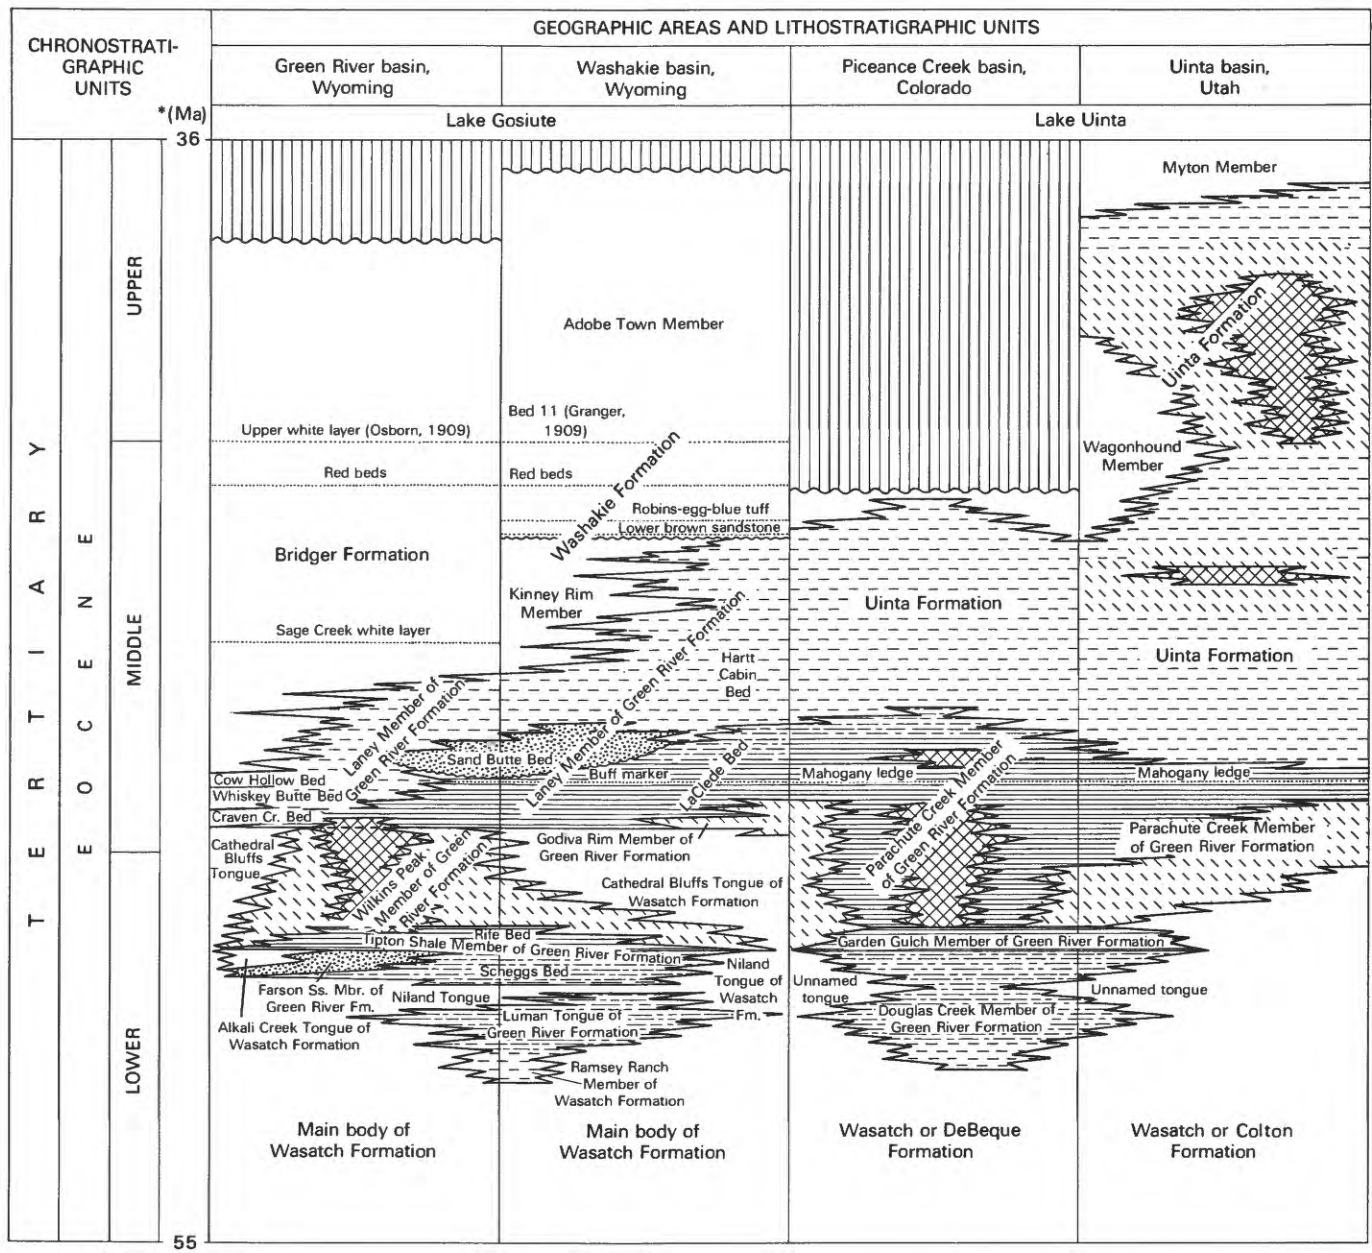 GEOGRAPHIC AREAS AND LITHOSTRATIGRAPHIC UNITS
CHRONOSTRATI-
GRAPHIC
UNITS
Green River basin,
Wyoming
Washakie basin,
Wyoming
Piceance Creek basin,
Colorado
Uinta basin,
Utah
*(Ma)
Lake Gosiute
Lake Uinta
36
55
TERTIARY
EOCENE
UPPER
MIDDLE
LOWER
Upper white layer (Osborn, 1909)
Red beds
Bridger Formation
Sage Creek white layer
Laney Member of
Green River Formation
Cow Hollow Bed
Whiskey Butte Bed
Craven Cr. Bed
Cathedral
Bluffs
Tongue
Wilkins Peak
Member of Green
River Formation
Rife Bed
Tipton Shale Member of Green River Formation
Scheggs Bed
Farson Ss. Mbr. of
Green River Fm.
Niland Tongue
Alkali Creek Tongue of
Wasatch Formation
Main body of
Wasatch Formation
Adobe Town Member
Bed 11 (Granger,
1909)
Red beds
Washakie Formation
Robins-egg-blue tuff
Lower brown sandstone
Kinney Rim
Member
Laney Member of Green River Formation
Hartt
Cabin
Bed
Sand Butte Bed
Buff marker
LaClede Bed
Godiva Rim Member of
Green River Formation
Cathedral Bluffs Tongue of
Wasatch Formation
Niland
Tongue of
Wasatch
Fm.
Luman Tongue of
Green River Formation
Ramsey Ranch
Member of
Wasatch Formation
Main body of
Wasatch Formation
Uinta Formation
Mahogany ledge
Parachute Creek Member
of Green River Formation
Garden Gulch Member of Green River Formation
Unnamed
tongue
Douglas Creek Member of
Green River Formation
Wasatch or DeBeque
Formation
Myton Member
Uinta Formation
Wagonhound
Member
Uinta Formation
Mahogany ledge
Parachute Creek Member
of Green River Formation
Unnamed tongue
Wasatch or Colton
Formation